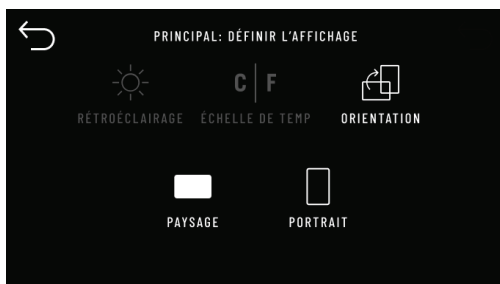 PRINCIPAL: DÉFINIR L'AFFICHAGE
C | F
RÉTROÉCLAIRAGE ÉCHELLE DE TEMP ORIENTATION
PAYSAGE PORTRAIT